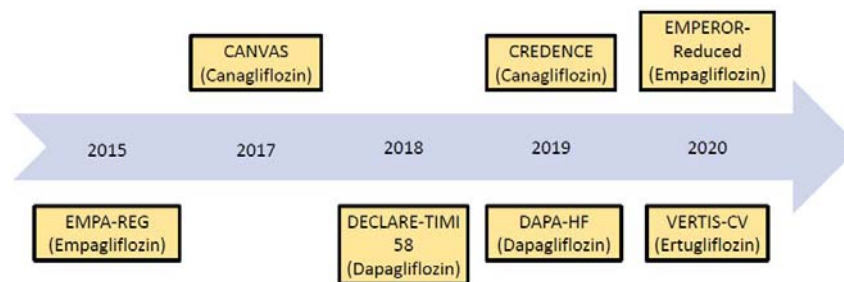 CANVAS
(Canagliflozin)
CREDENCE
(Canagliflozin)
EMPEROR-
Reduced
(Empagliflozin)
2015
2017
2018
2019
2020
EMPA-REG
(Empagliflozin)
DECLARE-TIMI
58
(Dapagliflozin)
DAPA-HF
(Dapagliflozin)
VERTIS-CV
(Ertugliflozin)